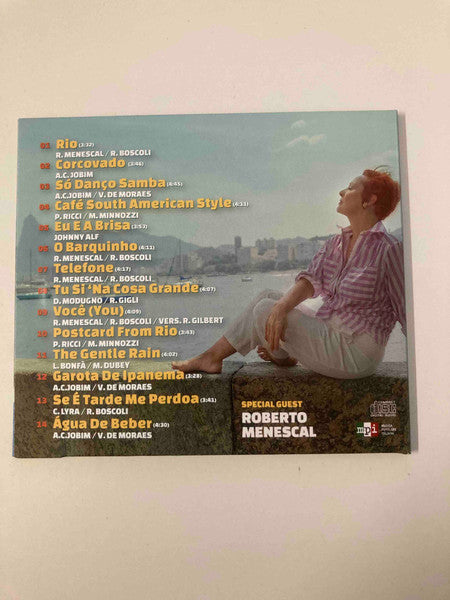 01 Rio (3:32)
R. MENESCAL / R. BOSCOLI
02 Corcovado (3:46)
A.C. JOBIM
03 Só Danço Samba (4:43)
A.C.JOBIM / V. DE MORAES
04 Café South American Style (4:11)
P. RICCI / M. MINNOZZI
05 Eu E A Brisa (3:53)
JOHNNY ALF
06 O Barquinho (4:11)
R. MENESCAL / R. BOSCOLI
07 Telefone (4:17)
R. MENESCAL / R. BOSCOLI
08 Tu Si 'Na Cosa Grande (4:07)
D. MODUGNO / R. GIGLI
09 Você (You) (4:09)
R. MENESCAL / R. BOSCOLI / VERS. R. GILBERT
10 Postcard From Rio (3:43)
P. RICCI / M. MINNOZZI
11 The Gentle Rain (4:02)
L. BONFÀ / M. DUBEY
12 Garota De Ipanema (3:28)
A.C.JOBIM / V. DE MORAES
13 Se É Tarde Me Perdoa (3:41)
C. LYRA / R. BOSCOLI
14 Água De Beber (4:30)
A.C.JOBIM / V. DE MORAES
SPECIAL GUEST
ROBERTO
MENESCAL
mpi